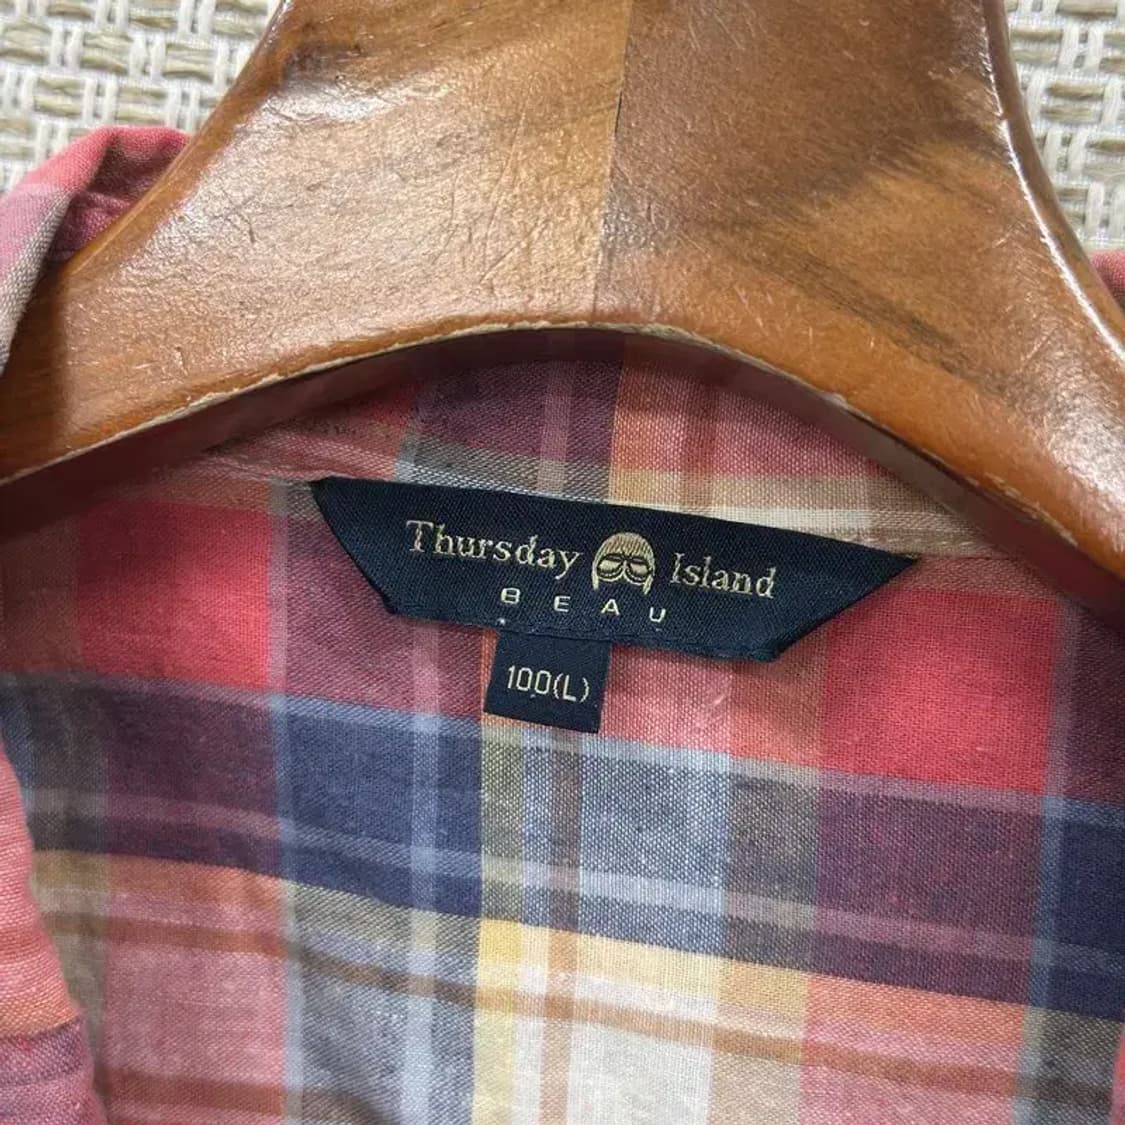 Thursday Island
BEAU
100(L)